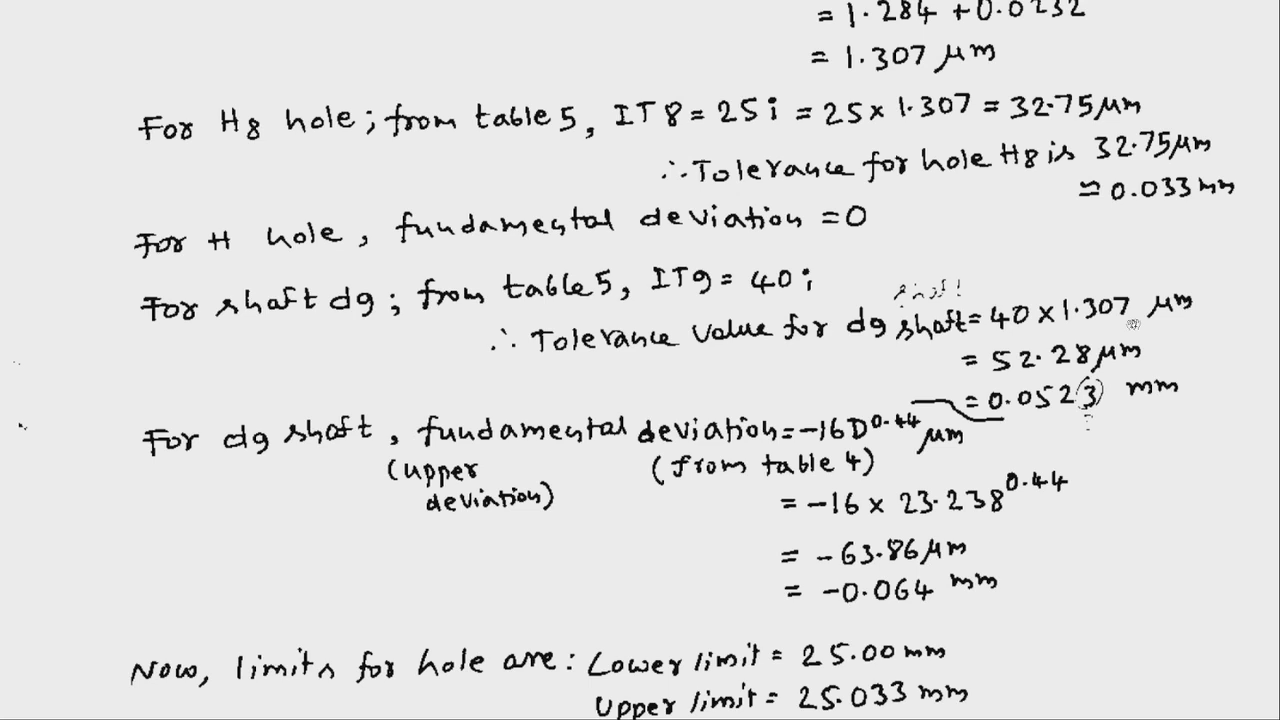 = 1.284 + 0.0232
= 1.307 μm
For H8 hole; from table 5, IT8 = 25i = 25 x 1.307 = 32.75 μm
∴ Tolerance for hole H8 is 32.75 μm
≈ 0.033 mm
For H hole, fundamental deviation = 0
For shaft d9; from table 5, IT9 = 40i
∴ Tolerance value for d9 shaft = 40 x 1.307 μm
= 52.28 μm
= 0.0523 mm
For d9 shaft, fundamental deviation = -16D^0.44 μm
(upper deviation) (from table 4)
= -16 x 23.238^0.44
= -63.86 μm
= -0.064 mm
Now, limits for hole are: Lower limit = 25.00 mm
Upper limit = 25.033 mm